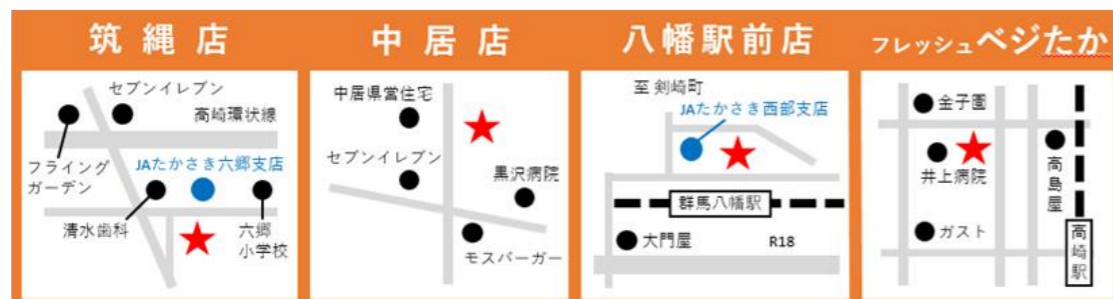 筑縄店
セブンイレブン
高崎環状線
フライング
ガーデン
JAたかさき六郷支店
清水歯科
六郷
小学校
中居店
中居県営住宅
セブンイレブン
黒沢病院
モスバーガー
八幡駅前店
至 剣崎町
JAたかさき西部支店
群馬八幡駅
大門屋
R18
フレッシュベジたか
金子園
井上病院
高島屋
ガスト
高崎駅